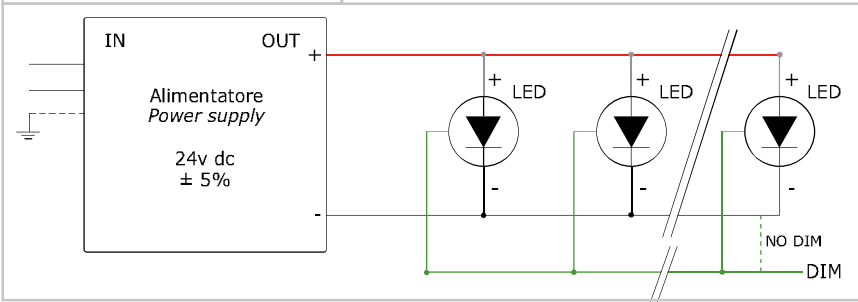 IN
OUT
+
Alimentatore
Power supply
24v dc
± 5%
-
+
LED
-
+
LED
-
+
LED
-
NO DIM
DIM